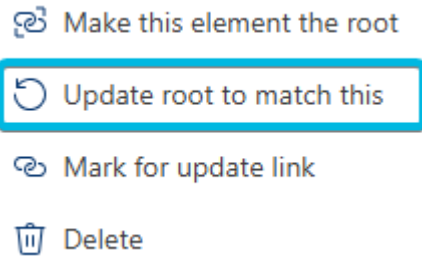 Make this element the root
Update root to match this
Mark for update link
Delete